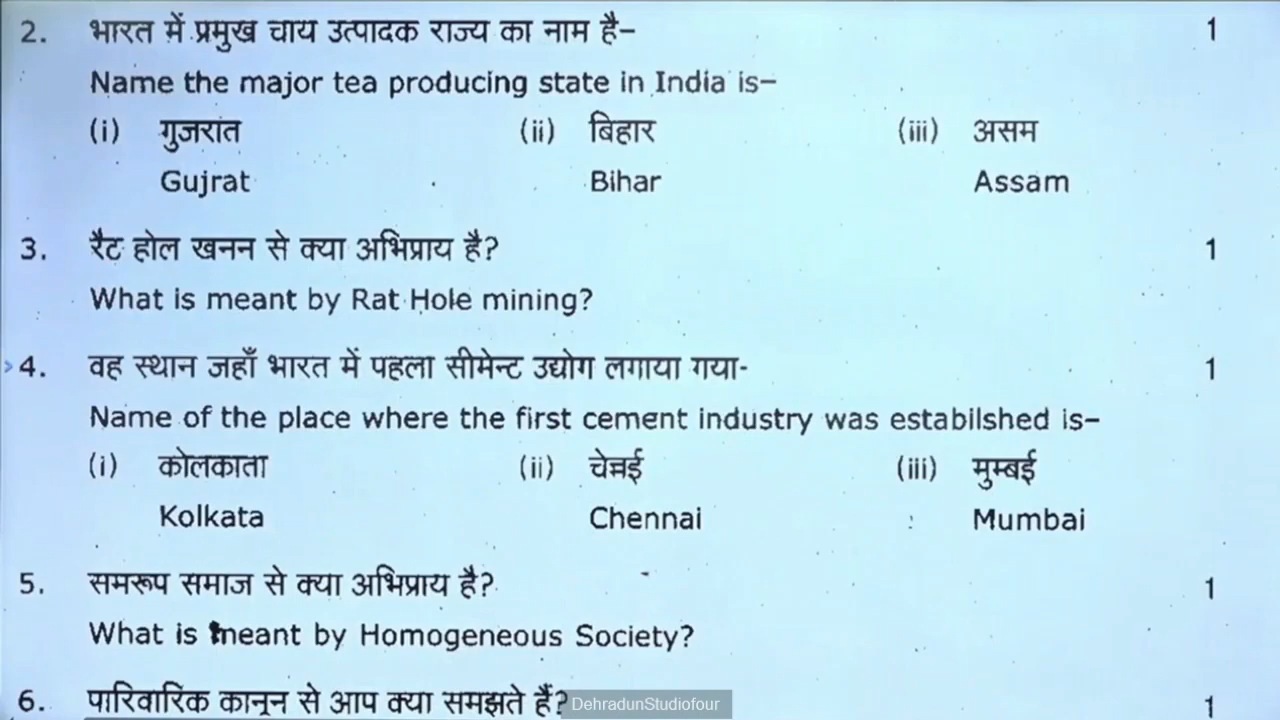 2. भारत में प्रमुख चाय उत्पादक राज्य का नाम है– 1
Name the major tea producing state in India is–
(i) गुजरात (ii) बिहार (iii) असम
Gujrat Bihar Assam
3. रैट होल खनन से क्या अभिप्राय है? 1
What is meant by Rat Hole mining?
4. वह स्थान जहाँ भारत में पहला सीमेन्ट उद्योग लगाया गया- 1
Name of the place where the first cement industry was estabilshed is–
(i) कोलकाता (ii) चेन्नई (iii) मुम्बई
Kolkata Chennai Mumbai
5. समरूप समाज से क्या अभिप्राय है? 1
What is meant by Homogeneous Society?
6. पारिवारिक कानून से आप क्या समझते हैं? 1
DehradunStudiofour